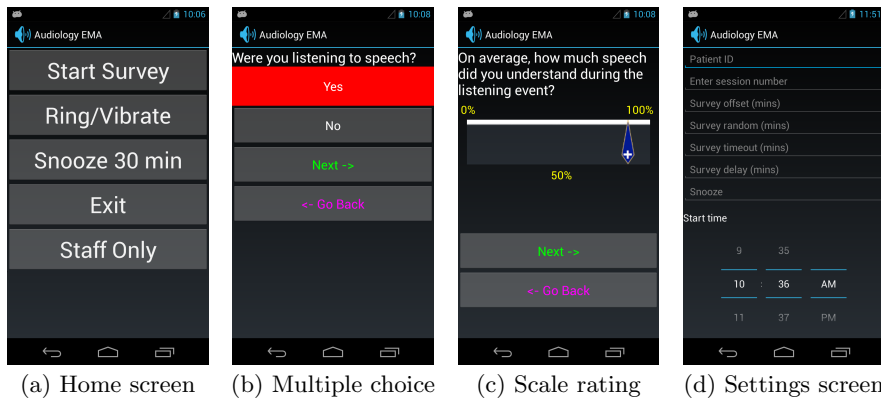 10:06
Audiology EMA
Start Survey
Ring/Vibrate
Snooze 30 min
Exit
Staff Only
(a) Home screen
10:08
Audiology EMA
Were you listening to speech?
Yes
No
Next ->
<- Go Back
(b) Multiple choice
10:08
Audiology EMA
On average, how much speech
did you understand during the
listening event?
0% 100%
50%
Next ->
<- Go Back
(c) Scale rating
11:51
Audiology EMA
Patient ID
Enter session number
Survey offset (mins)
Survey random (mins)
Survey timeout (mins)
Survey delay (mins)
Snooze
Start time
9 35
10 : 36 AM
11 37 PM
(d) Settings screen